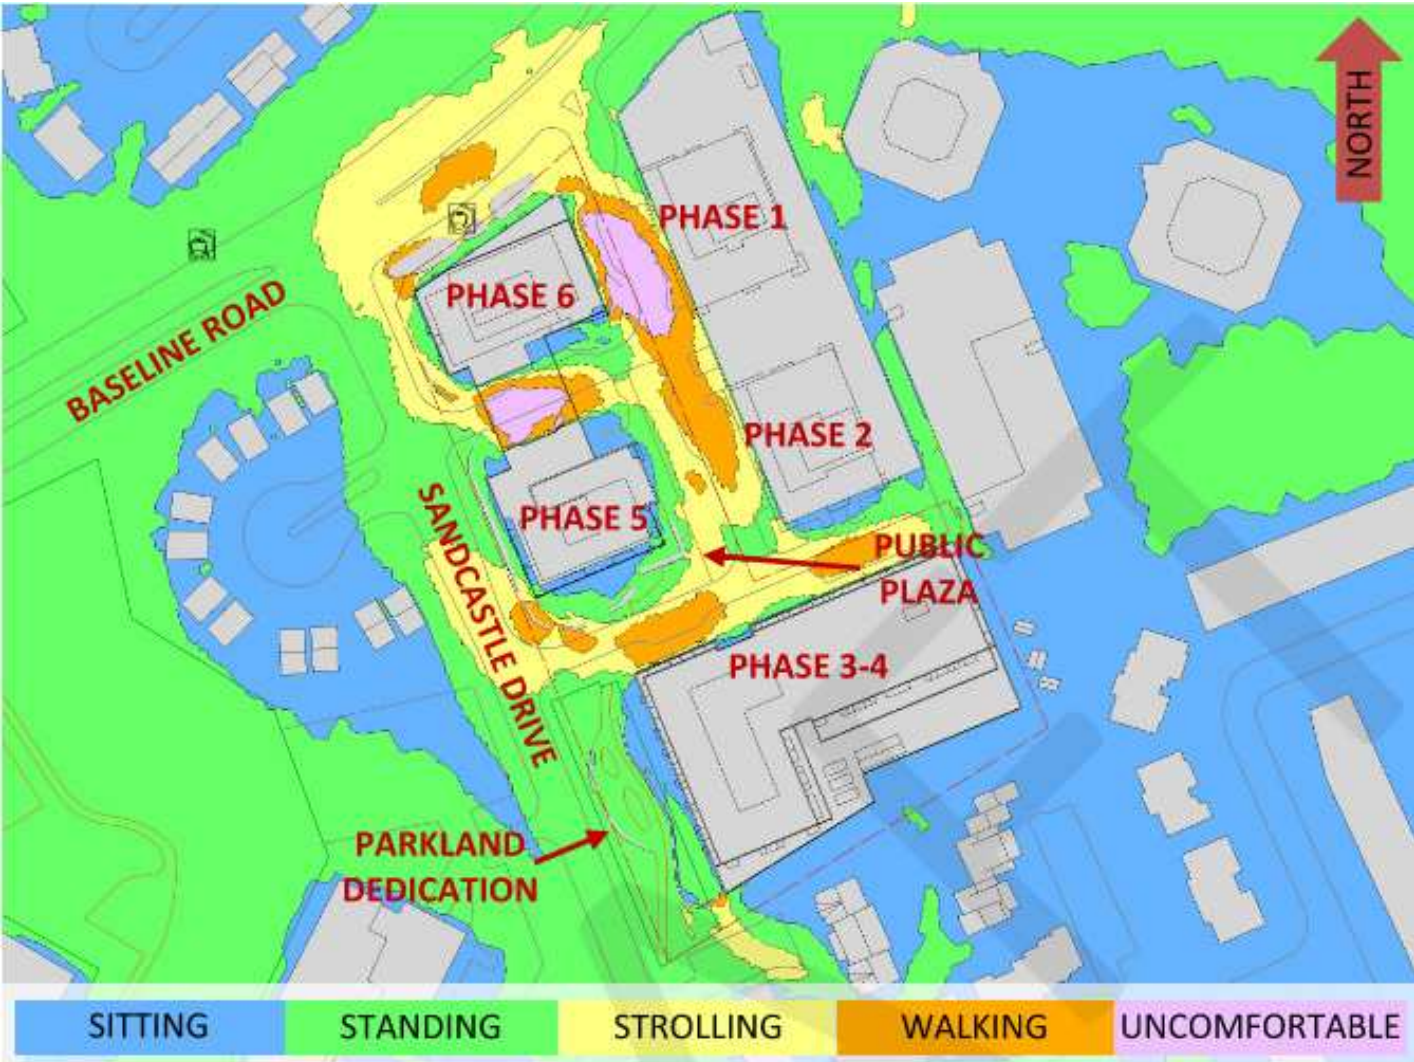 NORTH
PHASE 1
PHASE 6
BASELINE ROAD
PHASE 2
PHASE 5
SANDCASTLE DRIVE
PUBLIC
PLAZA
PHASE 3-4
PARKLAND
DEDICATION
SITTING
STANDING
STROLLING
WALKING
UNCOMFORTABLE